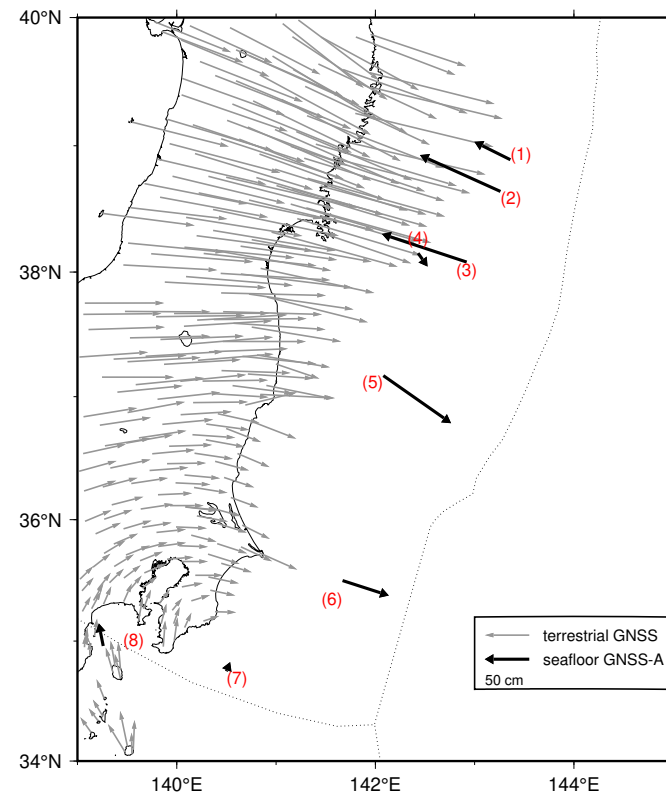 40°N
(1)
(2)
(4)
(3)
38°N
(5)
36°N
(6)
terrestrial GNSS
(8)
seafloor GNSS-A
(7)
50 cm
34°N
140°E 142°E 144°E